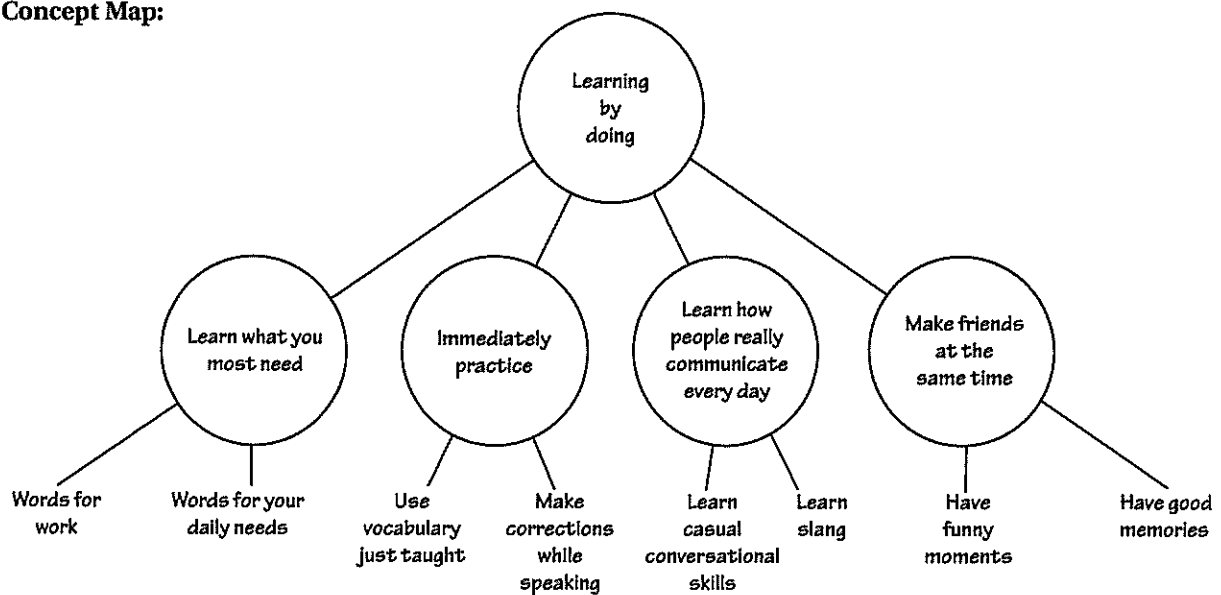 Concept Map:
Learning
by
doing
Learn what you
most need
Immediately
practice
Learn how
people really
communicate
every day
Make friends
at the
same time
Words for
work
Words for your
daily needs
Use
vocabulary
just taught
Make
corrections
while
speaking
Learn
casual
conversational
skills
Learn
slang
Have
funny
moments
Have good
memories